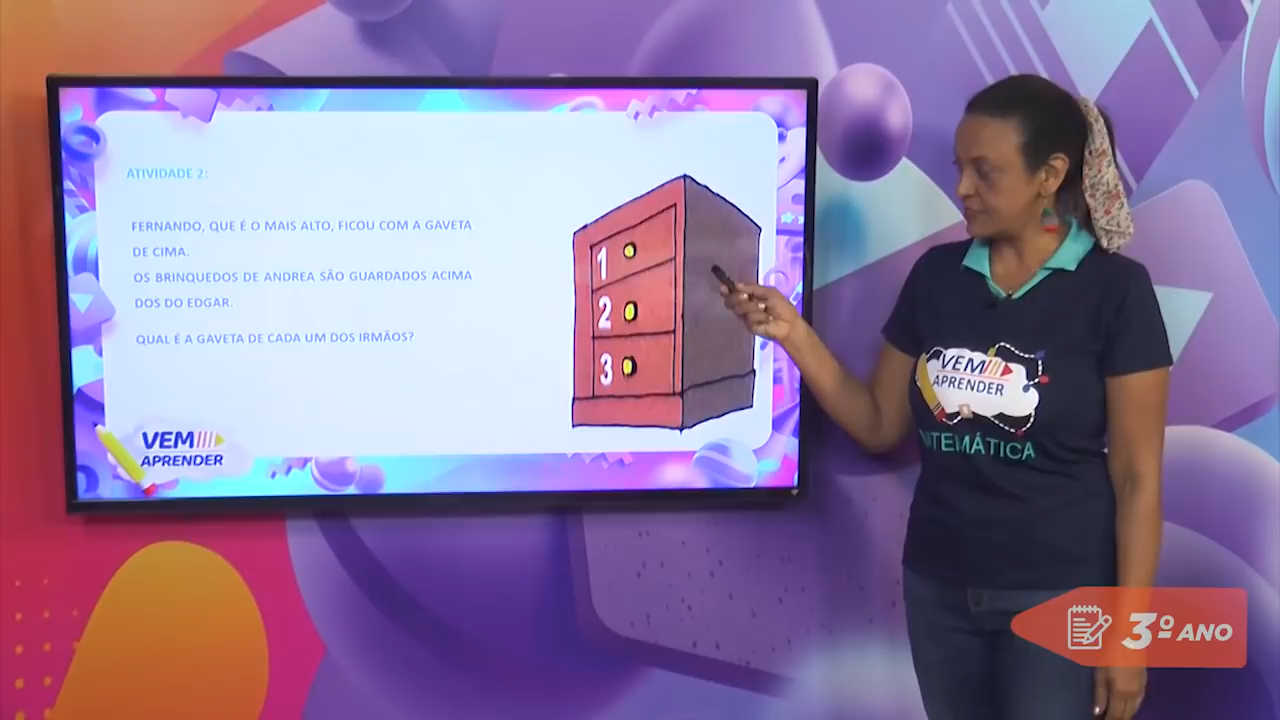 ATIVIDADE 2:
FERNANDO, QUE É O MAIS ALTO, FICOU COM A GAVETA
DE CIMA.
OS BRINQUEDOS DE ANDREA SÃO GUARDADOS ACIMA
DOS DO EDGAR.
QUAL É A GAVETA DE CADA UM DOS IRMÃOS?
1
2
3
VEM
APRENDER
VEM
APRENDER
TEMÁTICA
3º ANO